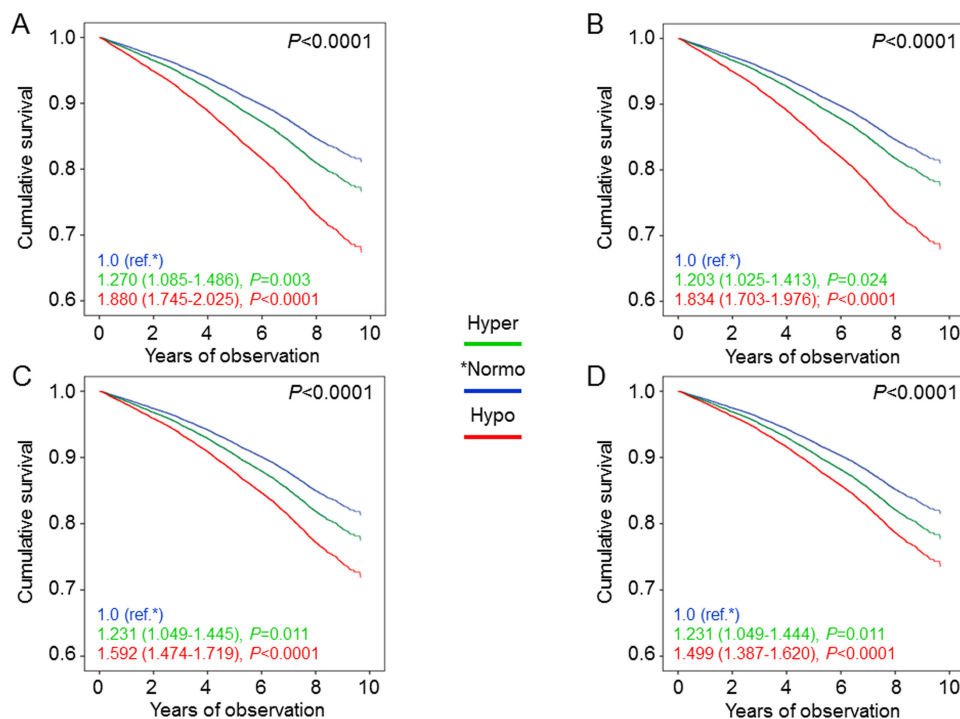 A
P<0.0001
Cumulative survival
1.0
0.9
0.8
0.7
0.6
1.0 (ref.*)
1.270 (1.085-1.486), P=0.003
1.880 (1.745-2.025), P<0.0001
0 2 4 6 8 10
Years of observation
B
P<0.0001
Cumulative survival
1.0
0.9
0.8
0.7
0.6
1.0 (ref.*)
1.203 (1.025-1.413), P=0.024
1.834 (1.703-1.976); P<0.0001
0 2 4 6 8 10
Years of observation
Hyper
*Normo
Hypo
C
P<0.0001
Cumulative survival
1.0
0.9
0.8
0.7
0.6
1.0 (ref.*)
1.231 (1.049-1.445), P=0.011
1.592 (1.474-1.719), P<0.0001
0 2 4 6 8 10
Years of observation
D
P<0.0001
Cumulative survival
1.0
0.9
0.8
0.7
0.6
1.0 (ref.*)
1.231 (1.049-1.444), P=0.011
1.499 (1.387-1.620), P<0.0001
0 2 4 6 8 10
Years of observation